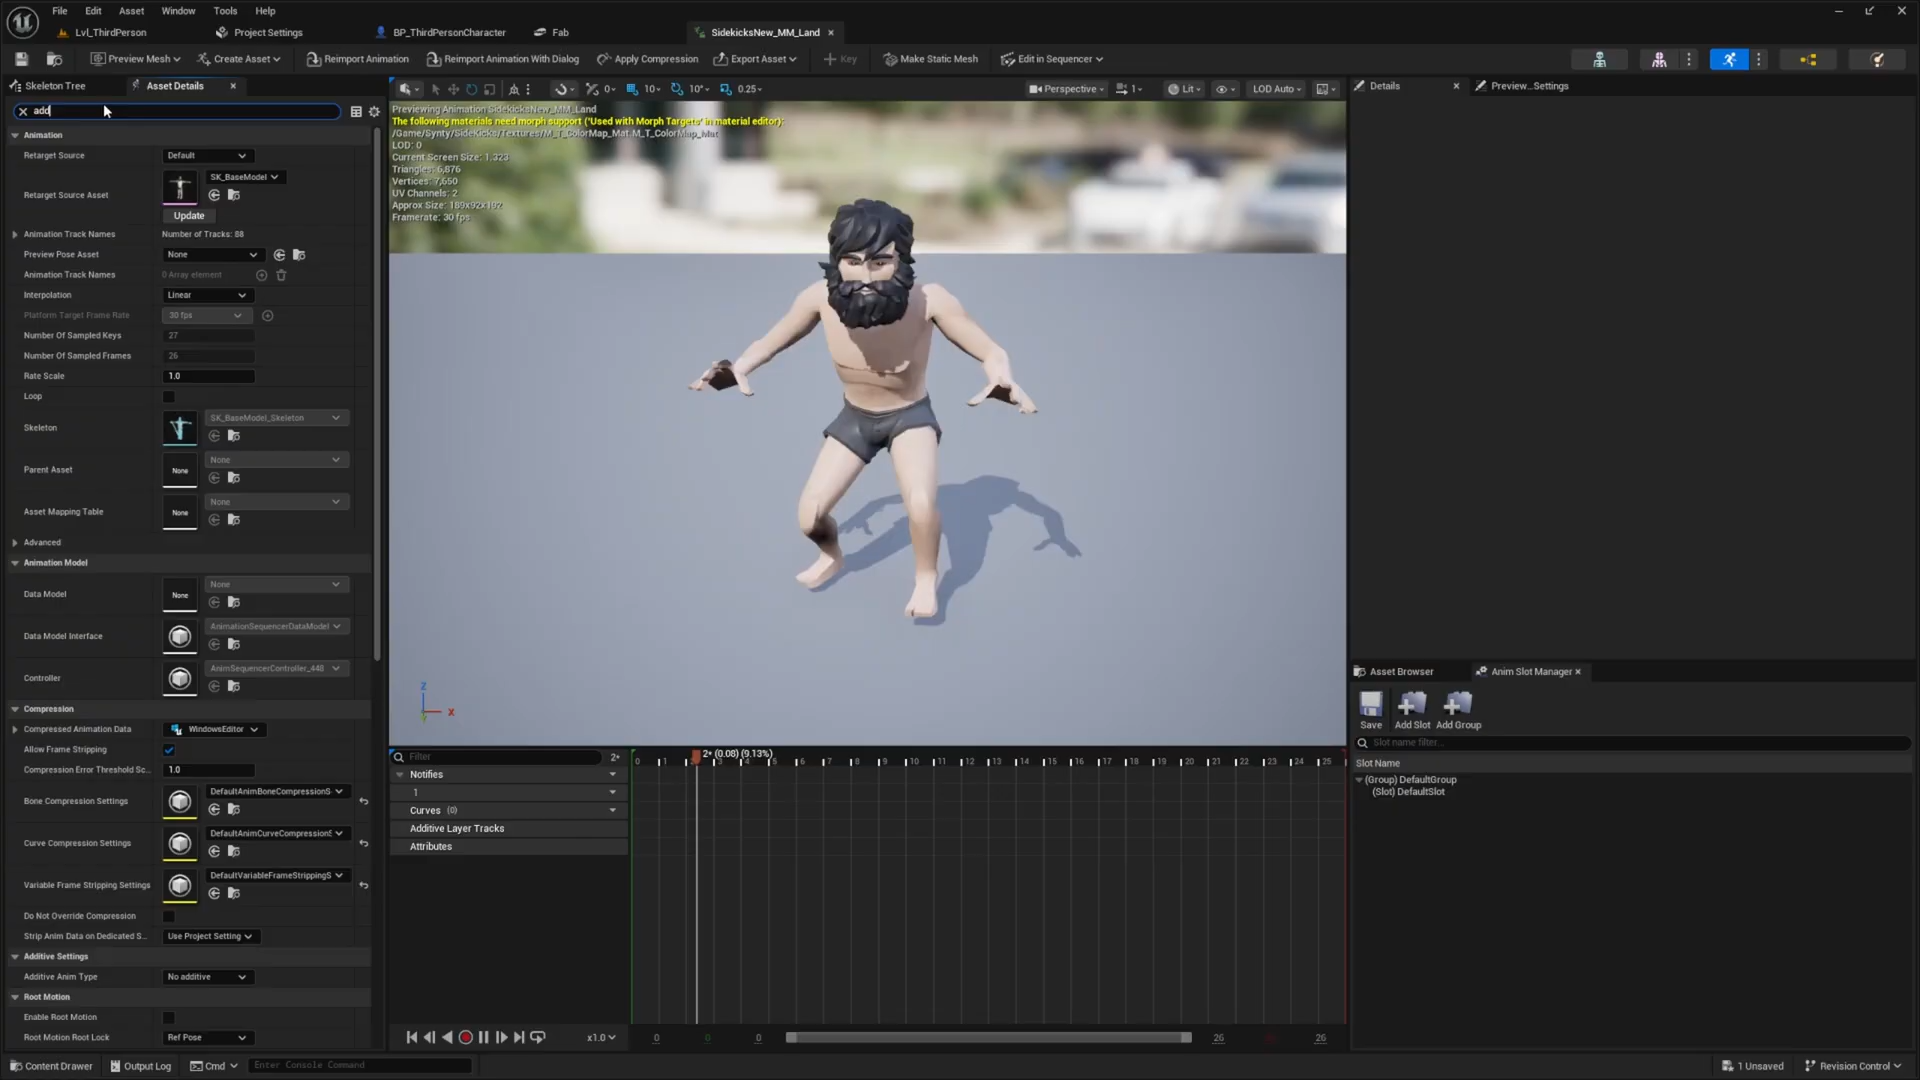 File Edit Asset Window Tools Help
Lvl_ThirdPerson Project Settings BP_ThirdPersonCharacter Fab SidekicksNew_MM_Land
Preview Mesh Create Asset Reimport Animation Reimport Animation With Dialog Apply Compression Export Asset Key Make Static Mesh Edit in Sequencer
Skeleton Tree Asset Details
add
0 10 10° 0.25 Perspective 1 Lit LOD Auto
Details Preview...Settings
Previewing Animation SidekicksNew_MM_Land
The following materials need morph support ('Used with Morph Targets' in material editor):
/Game/Synty/SideKicks/Textures/M_T_ColorMap_Mat.M_T_ColorMap_Mat
LOD: 0
Current Screen Size: 1.323
Triangles: 6,876
Vertices: 7,650
UV Channels: 2
Approx Size: 189x92x192
Framerate: 30 fps
Animation
Retarget Source Default
Retarget Source Asset SK_BaseModel
Update
Animation Track Names Number of Tracks: 88
Preview Pose Asset None
Animation Track Names 0 Array element
Interpolation Linear
Platform Target Frame Rate 30 fps
Number Of Sampled Keys 27
Number Of Sampled Frames 26
Rate Scale 1.0
Loop
Skeleton SK_BaseModel_Skeleton
Parent Asset None None
Asset Mapping Table None None
Advanced
Animation Model
Data Model None None
Data Model Interface AnimationSequencerDataModel
Controller AnimSequencerController_448
Compression
Compressed Animation Data WindowsEditor
Allow Frame Stripping
Compression Error Threshold Sc... 1.0
Bone Compression Settings DefaultAnimBoneCompressionS
Curve Compression Settings DefaultAnimCurveCompressionS
Variable Frame Stripping Settings DefaultVariableFrameStrippingS
Do Not Override Compression
Strip Anim Data on Dedicated S... Use Project Setting
Additive Settings
Additive Anim Type No additive
Root Motion
Enable Root Motion
Root Motion Root Lock Ref Pose
Z
X
Y
Filter 2*
2* (0.08) (9.13%)
0 1 3 4 5 6 7 8 9 10 11 12 13 14 15 16 17 18 19 20 21 22 23 24 25
Notifies
1
Curves (0)
Additive Layer Tracks
Attributes
x1.0 0 0 0 26 26
Asset Browser Anim Slot Manager
Save Add Slot Add Group
Slot name filter...
Slot Name
(Group) DefaultGroup
(Slot) DefaultSlot
Content Drawer Output Log Cmd Enter Console Command 1 Unsaved Revision Control